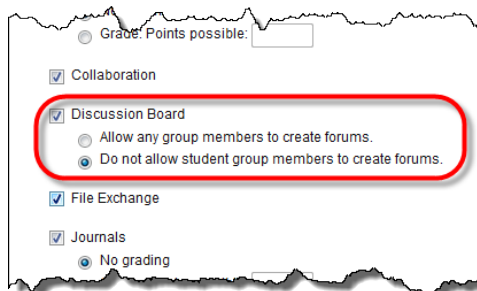 Grade: Points possible:
Collaboration
Discussion Board
Allow any group members to create forums.
Do not allow student group members to create forums.
File Exchange
Journals
No grading